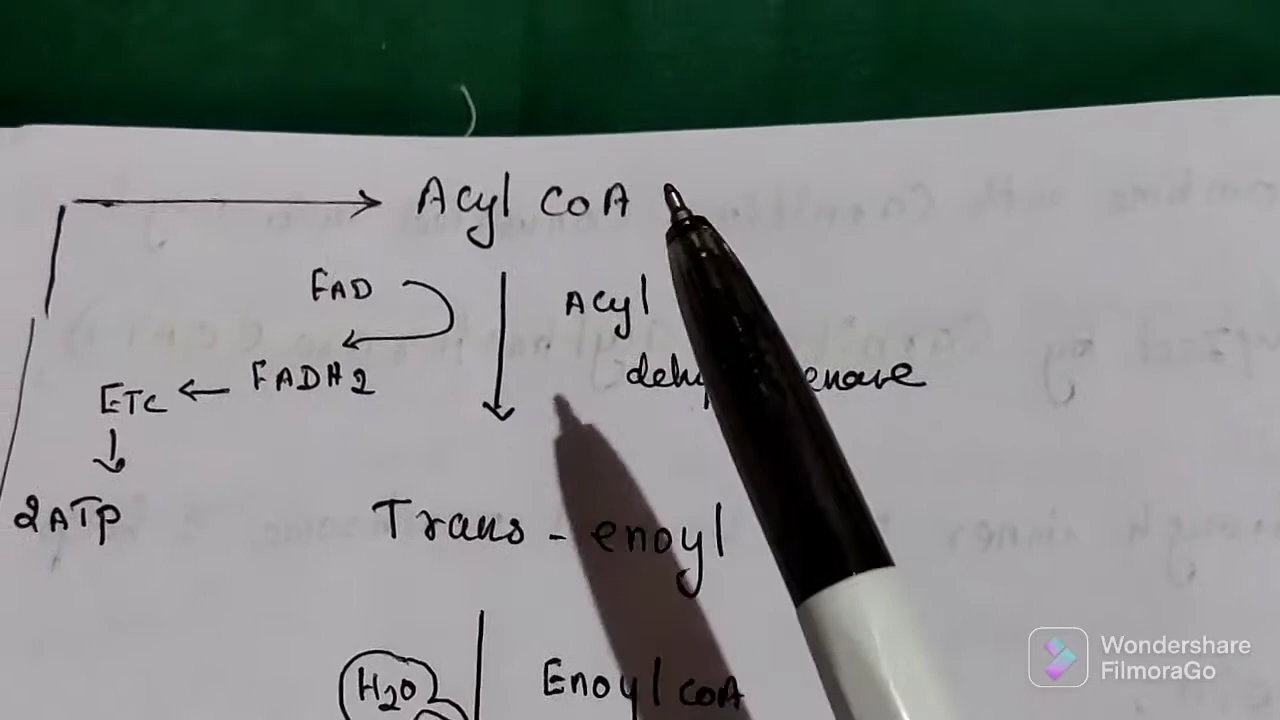 Acyl CoA
FAD
Acyl
FADH2
ETC
2ATP
Trans - enoyl
H2O
Enoyl CoA
Wondershare
FilmoraGo